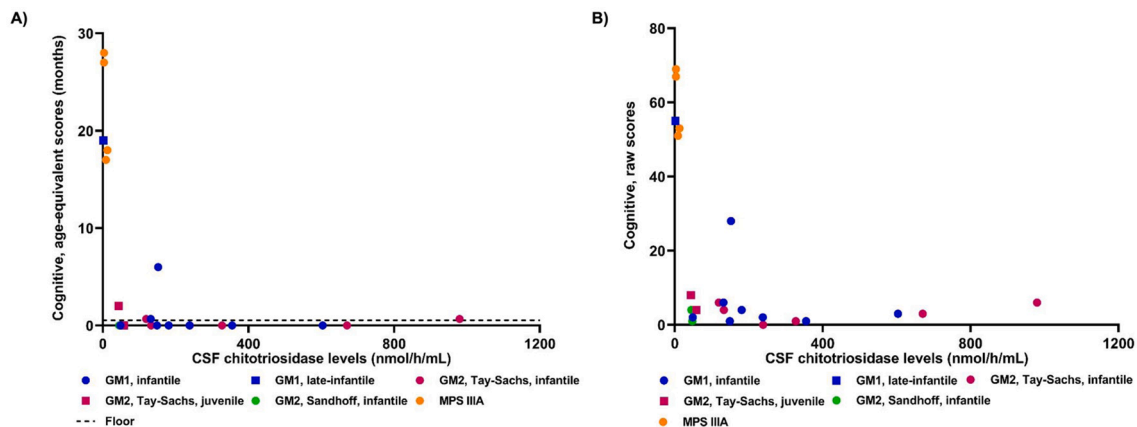 A)
Cognitive, age-equivalent scores (months)
30
20
10
0
0
400
800
1200
CSF chitotriosidase levels (nmol/h/mL)
GM1, infantile
GM1, late-infantile
GM2, Tay-Sachs, infantile
GM2, Tay-Sachs, juvenile
GM2, Sandhoff, infantile
MPS IIIA
Floor
B)
Cognitive, raw scores
80
60
40
20
0
0
400
800
1200
CSF chitotriosidase levels (nmol/h/mL)
GM1, infantile
GM1, late-infantile
GM2, Tay-Sachs, infantile
GM2, Tay-Sachs, juvenile
GM2, Sandhoff, infantile
MPS IIIA